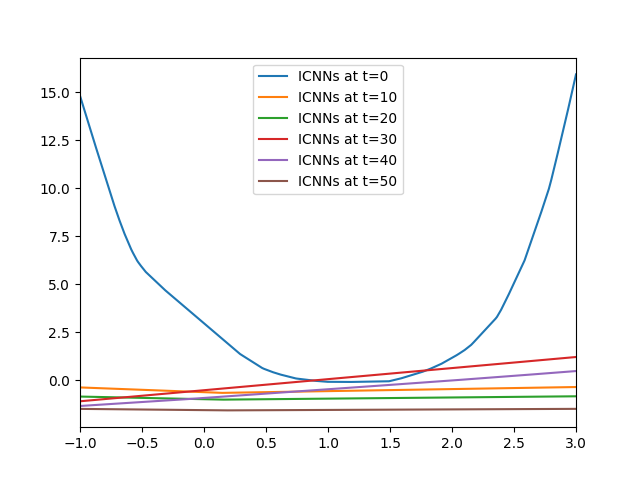 ICNNs at t=0
ICNNs at t=10
ICNNs at t=20
ICNNs at t=30
ICNNs at t=40
ICNNs at t=50
15.0
12.5
10.0
7.5
5.0
2.5
0.0
−1.0 −0.5 0.0 0.5 1.0 1.5 2.0 2.5 3.0